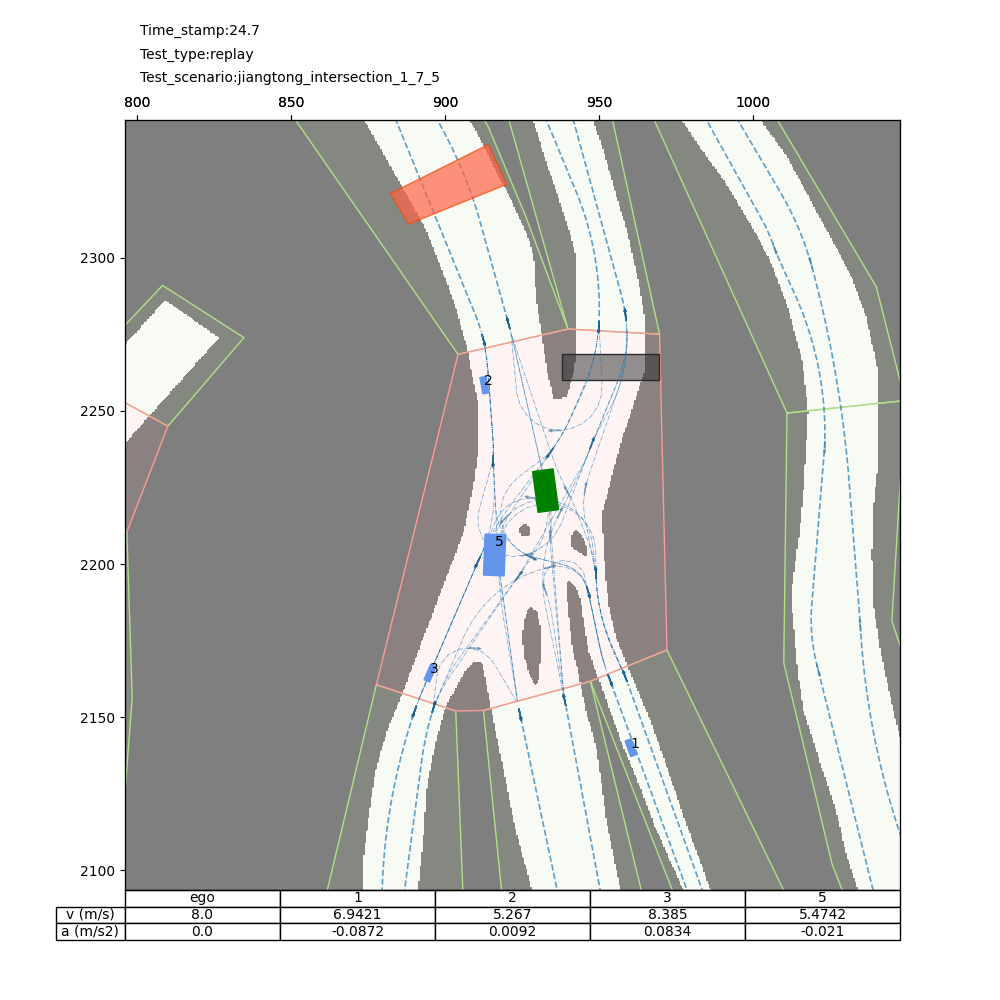 Time_stamp:24.7
Test_type:replay
Test_scenario:jiangtong_intersection_1_7_5
800 850 900 950 1000
2300
2250
2200
2150
2100
2
5
3
1
ego 1 2 3 5
v (m/s) 8.0 6.9421 5.267 8.385 5.4742
a (m/s2) 0.0 -0.0872 0.0092 0.0834 -0.021